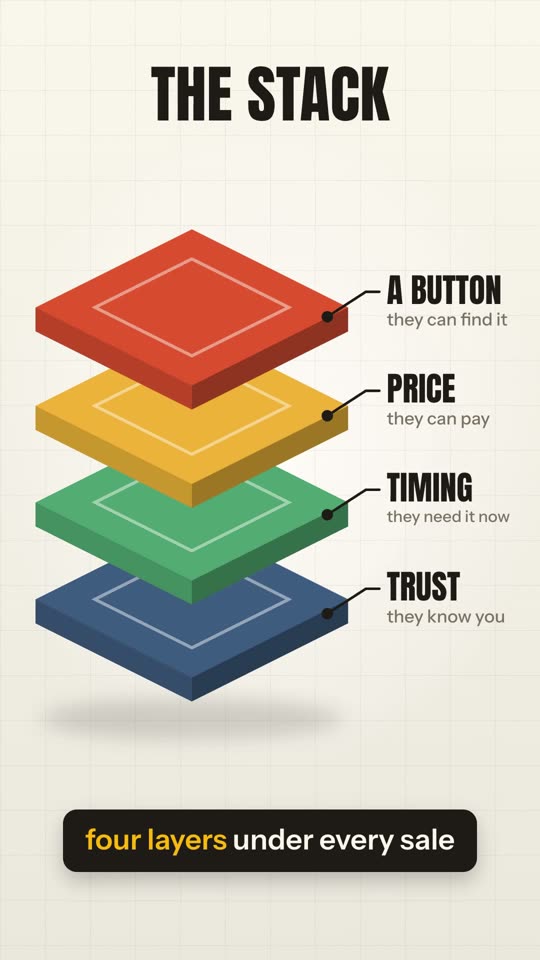 THE STACK
A BUTTON
they can find it
PRICE
they can pay
TIMING
they need it now
TRUST
they know you
four layers under every sale